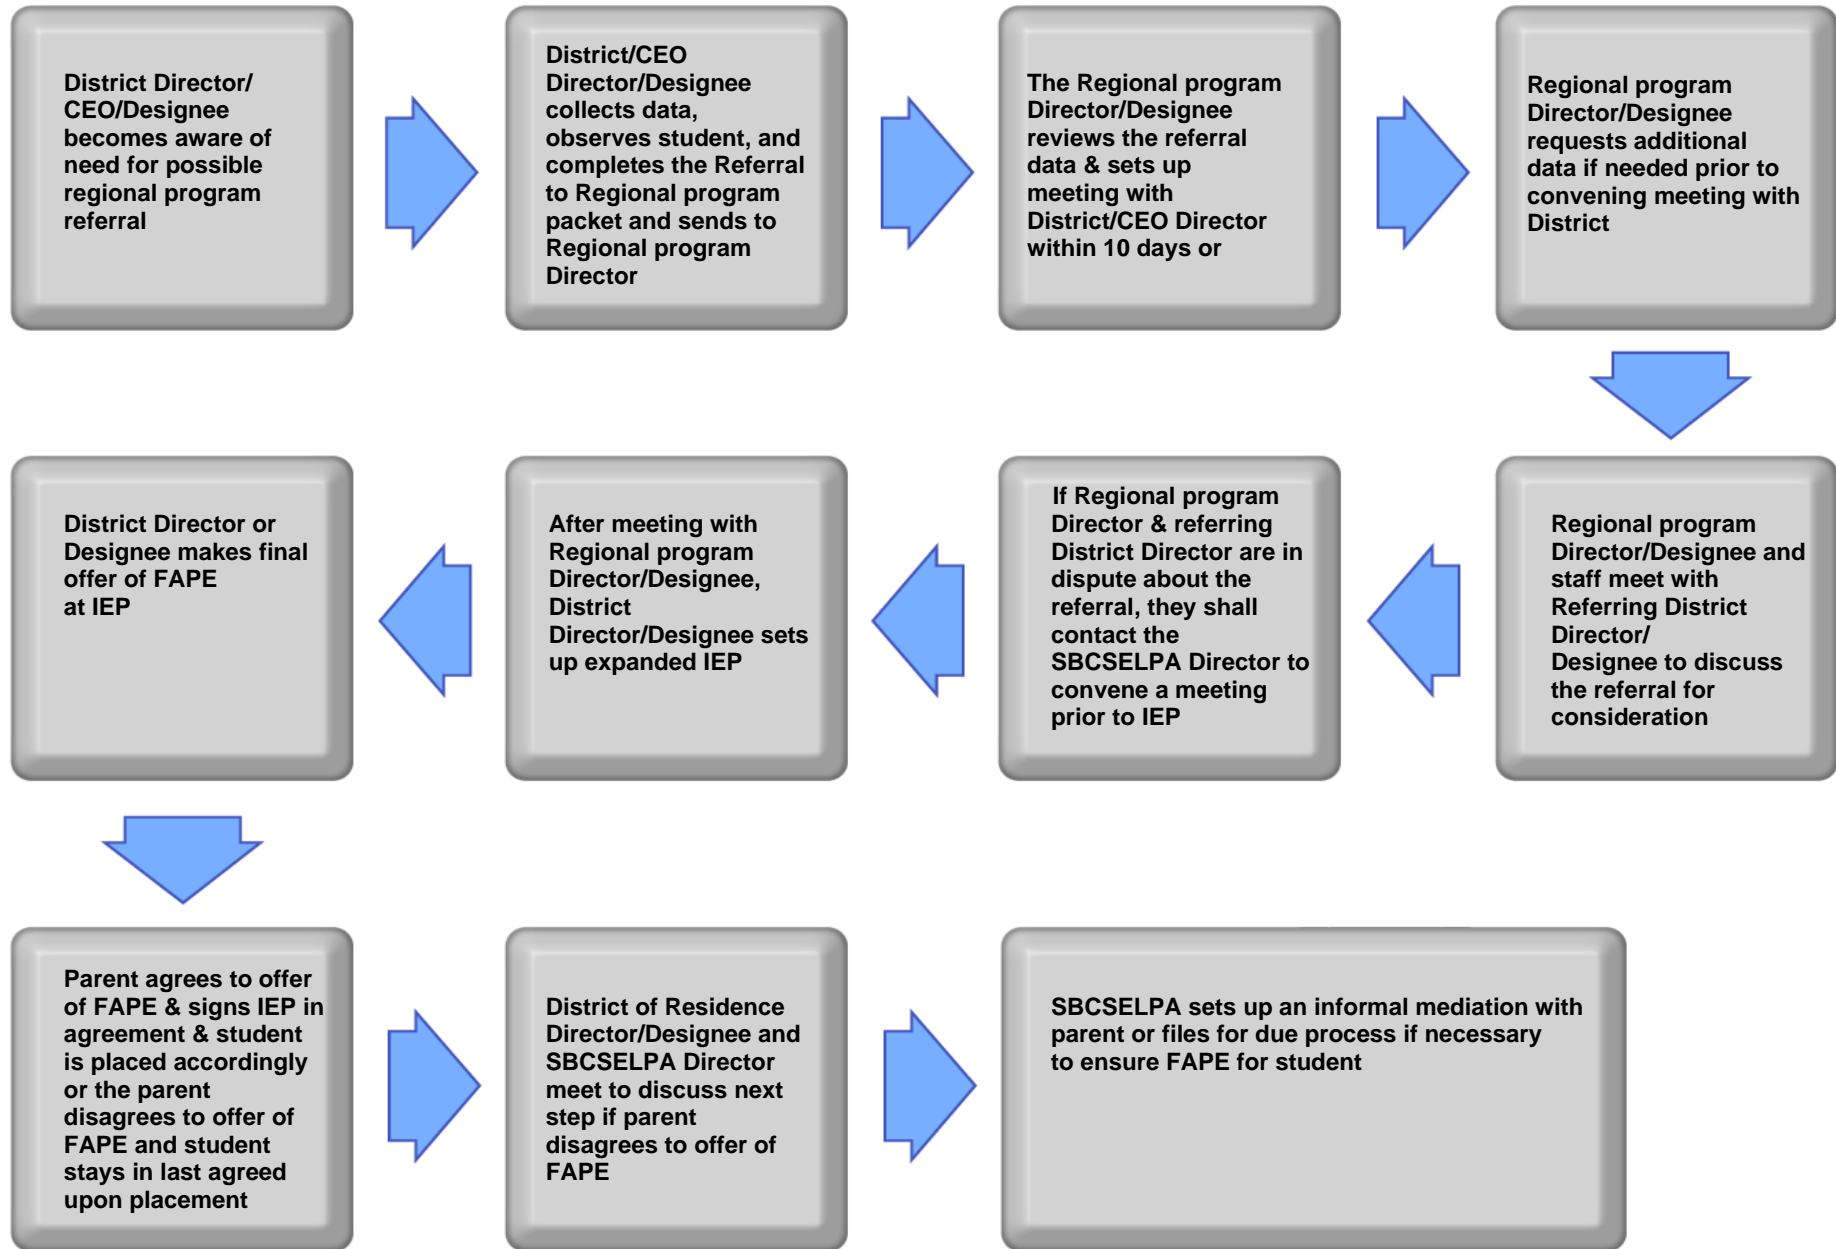 District Director/
CEO/Designee
becomes aware of
need for possible
regional program
referral
District/CEO
Director/Designee
collects data,
observes student, and
completes the Referral
to Regional program
packet and sends to
Regional program
Director
The Regional program
Director/Designee
reviews the referral
data & sets up
meeting with
District/CEO Director
within 10 days or
Regional program
Director/Designee
requests additional
data if needed prior to
convening meeting with
District
Regional program
Director/Designee and
staff meet with
Referring District
Director/
Designee to discuss
the referral for
consideration
If Regional program
Director & referring
District Director are in
dispute about the
referral, they shall
contact the
SBCSELPA Director to
convene a meeting
prior to IEP
After meeting with
Regional program
Director/Designee,
District
Director/Designee sets
up expanded IEP
District Director or
Designee makes final
offer of FAPE
at IEP
Parent agrees to offer
of FAPE & signs IEP in
agreement & student
is placed accordingly
or the parent
disagrees to offer of
FAPE and student
stays in last agreed
upon placement
District of Residence
Director/Designee and
SBCSELPA Director
meet to discuss next
step if parent
disagrees to offer of
FAPE
SBCSELPA sets up an informal mediation with
parent or files for due process if necessary
to ensure FAPE for student